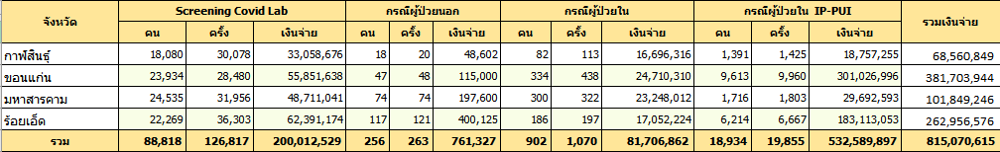 จังหวัด Screening Covid Lab กรณีผู้ป่วยนอก กรณีผู้ป่วยใน กรณีผู้ป่วยใน IP-PUI รวมเงินจ่าย
คน ครั้ง เงินจ่าย คน ครั้ง เงินจ่าย คน ครั้ง เงินจ่าย คน ครั้ง เงินจ่าย
กาฬสินธุ์ 18,080 30,078 33,058,676 18 20 48,602 82 113 16,696,316 1,391 1,425 18,757,255 68,560,849
ขอนแก่น 23,934 28,480 55,851,638 47 48 115,000 334 438 24,710,310 9,613 9,960 301,026,996 381,703,944
มหาสารคาม 24,535 31,956 48,711,041 74 74 197,600 300 322 23,248,012 1,716 1,803 29,692,593 101,849,246
ร้อยเอ็ด 22,269 36,303 62,391,174 117 121 400,125 186 197 17,052,224 6,214 6,667 183,113,053 262,956,576
รวม 88,818 126,817 200,012,529 256 263 761,327 902 1,070 81,706,862 18,934 19,855 532,589,897 815,070,615